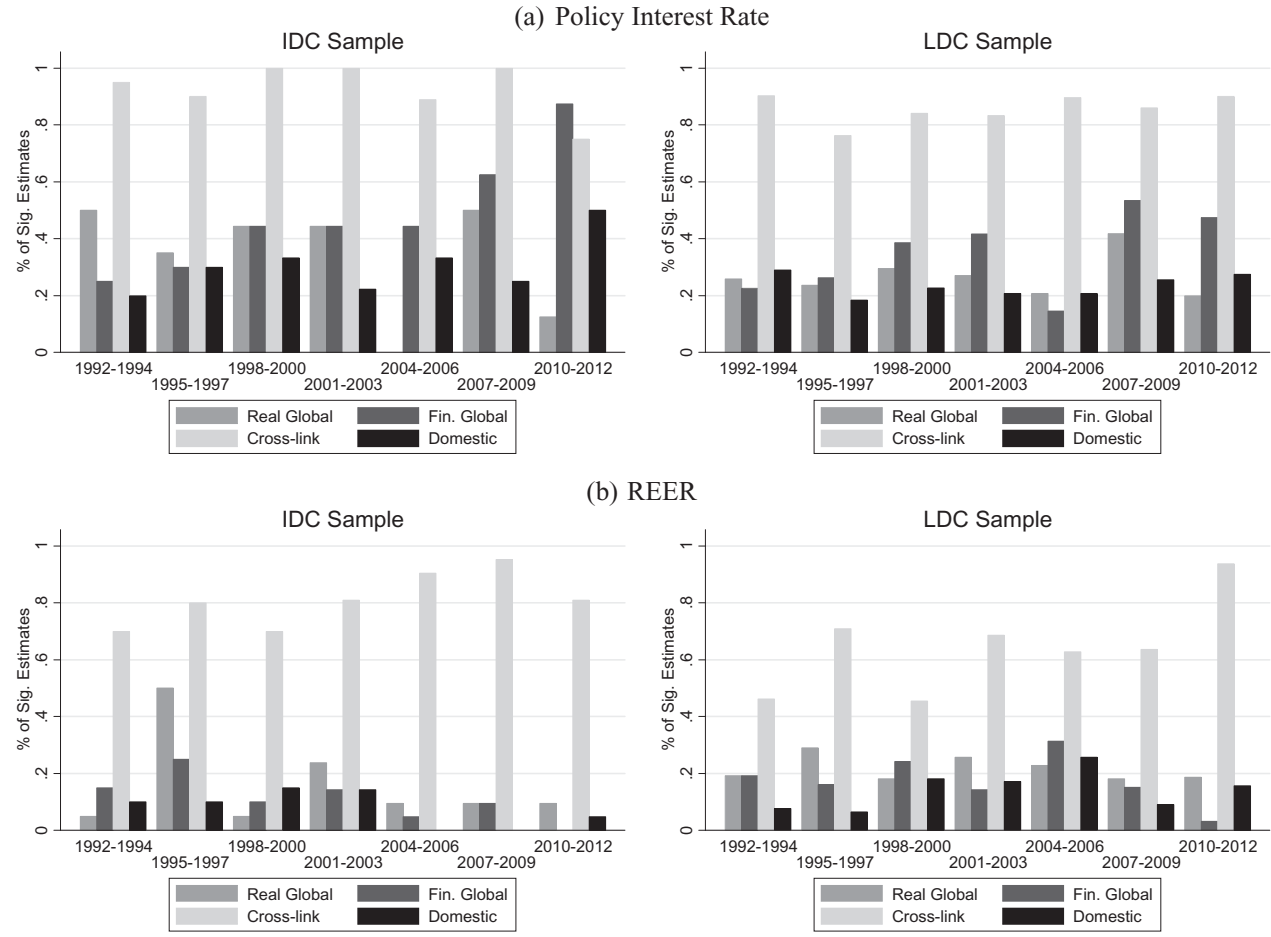 (a) Policy Interest Rate
IDC Sample
% of Sig. Estimates
0 .2 .4 .6 .8 1
1992-1994 1998-2000 2004-2006 2010-2012
1995-1997 2001-2003 2007-2009
Real Global Fin. Global
Cross-link Domestic
LDC Sample
% of Sig. Estimates
0 .2 .4 .6 .8 1
1992-1994 1998-2000 2004-2006 2010-2012
1995-1997 2001-2003 2007-2009
Real Global Fin. Global
Cross-link Domestic
(b) REER
IDC Sample
% of Sig. Estimates
0 .2 .4 .6 .8 1
1992-1994 1998-2000 2004-2006 2010-2012
1995-1997 2001-2003 2007-2009
Real Global Fin. Global
Cross-link Domestic
LDC Sample
% of Sig. Estimates
0 .2 .4 .6 .8 1
1992-1994 1998-2000 2004-2006 2010-2012
1995-1997 2001-2003 2007-2009
Real Global Fin. Global
Cross-link Domestic